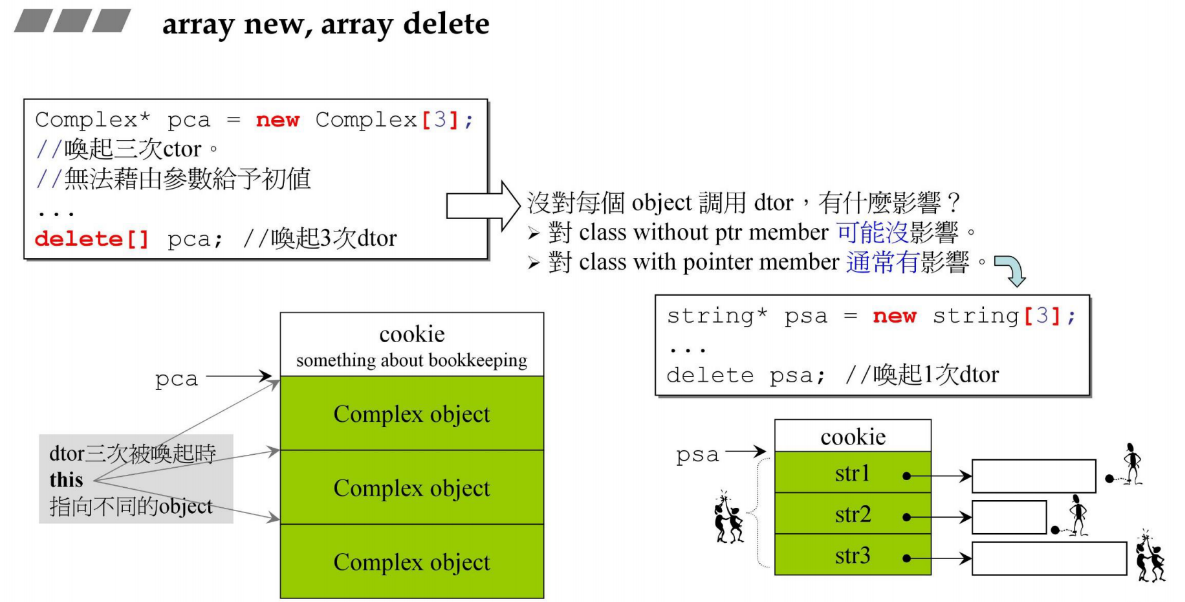 array new, array delete
Complex* pca = new Complex[3];
//喚起三次ctor。
//無法藉由參數給予初值
...
delete[] pca; //喚起3次dtor
沒對每個 object 調用 dtor，有什麼影響？
➢ 對 class without ptr member 可能沒影響。
➢ 對 class with pointer member 通常有影響。
string* psa = new string[3];
...
delete psa; //喚起1次dtor
cookie
something about bookkeeping
pca
Complex object
Complex object
Complex object
dtor三次被喚起時
this
指向不同的object
cookie
psa
str1
str2
str3